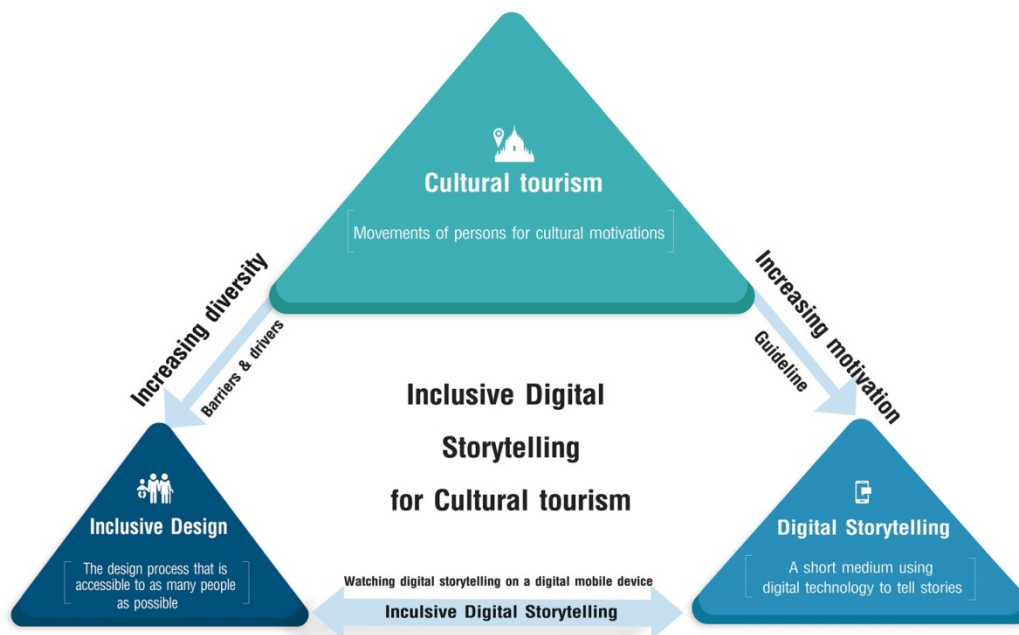 Cultural tourism
Movements of persons for cultural motivations
Increasing diversity
Barriers & drivers
Increasing motivation
Guideline
Inclusive Digital
Storytelling
for Cultural tourism
Inclusive Design
The design process that is
accessible to as many people
as possible
Digital Storytelling
A short medium using
digital technology to tell stories
Watching digital storytelling on a digital mobile device
Inculsive Digital Storytelling